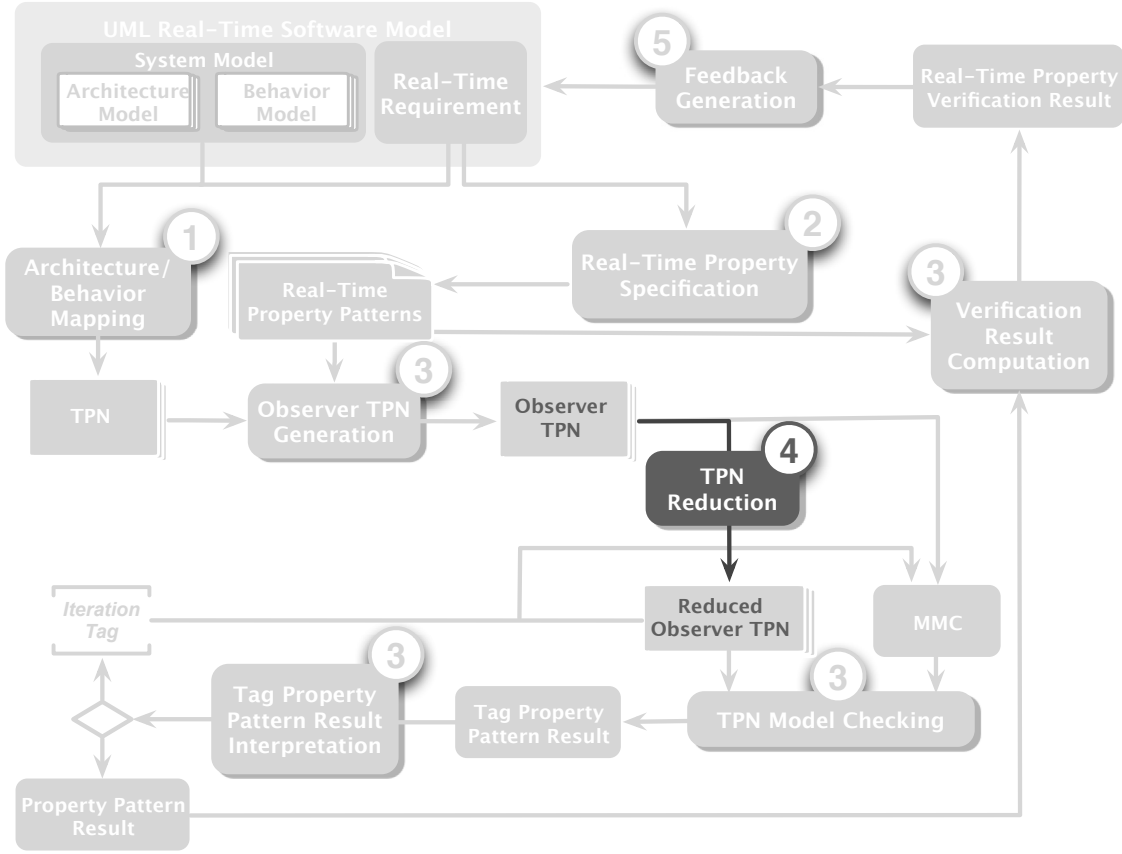 UML Real-Time Software Model
System Model
Architecture
Model
Behavior
Model
Real-Time
Requirement
5
Feedback
Generation
Real-Time Property
Verification Result
1
Architecture/
Behavior
Mapping
Real-Time
Property Patterns
2
Real-Time Property
Specification
3
Verification
Result
Computation
TPN
3
Observer TPN
Generation
Observer
TPN
4
TPN
Reduction
Iteration
Tag
Reduced
Observer TPN
MMC
3
Tag Property
Pattern Result
Interpretation
Tag Property
Pattern Result
3
TPN Model Checking
Property Pattern
Result